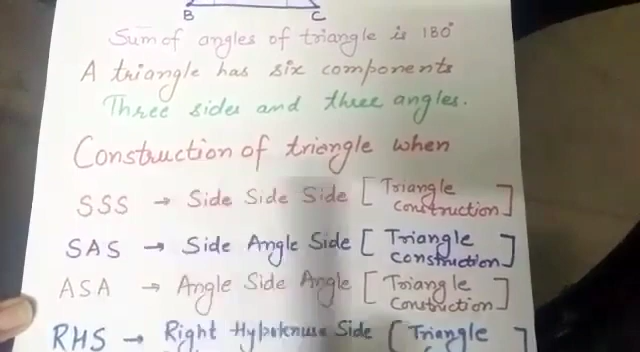 B C
Sum of angles of triangle is 180°
A triangle has six components
Three sides and three angles.
Construction of triangle when
SSS → Side Side Side [Triangle Construction]
SAS → Side Angle Side [Triangle Construction]
ASA → Angle Side Angle [Triangle Construction]
RHS → Right Hypotenuse Side [Triangle ]